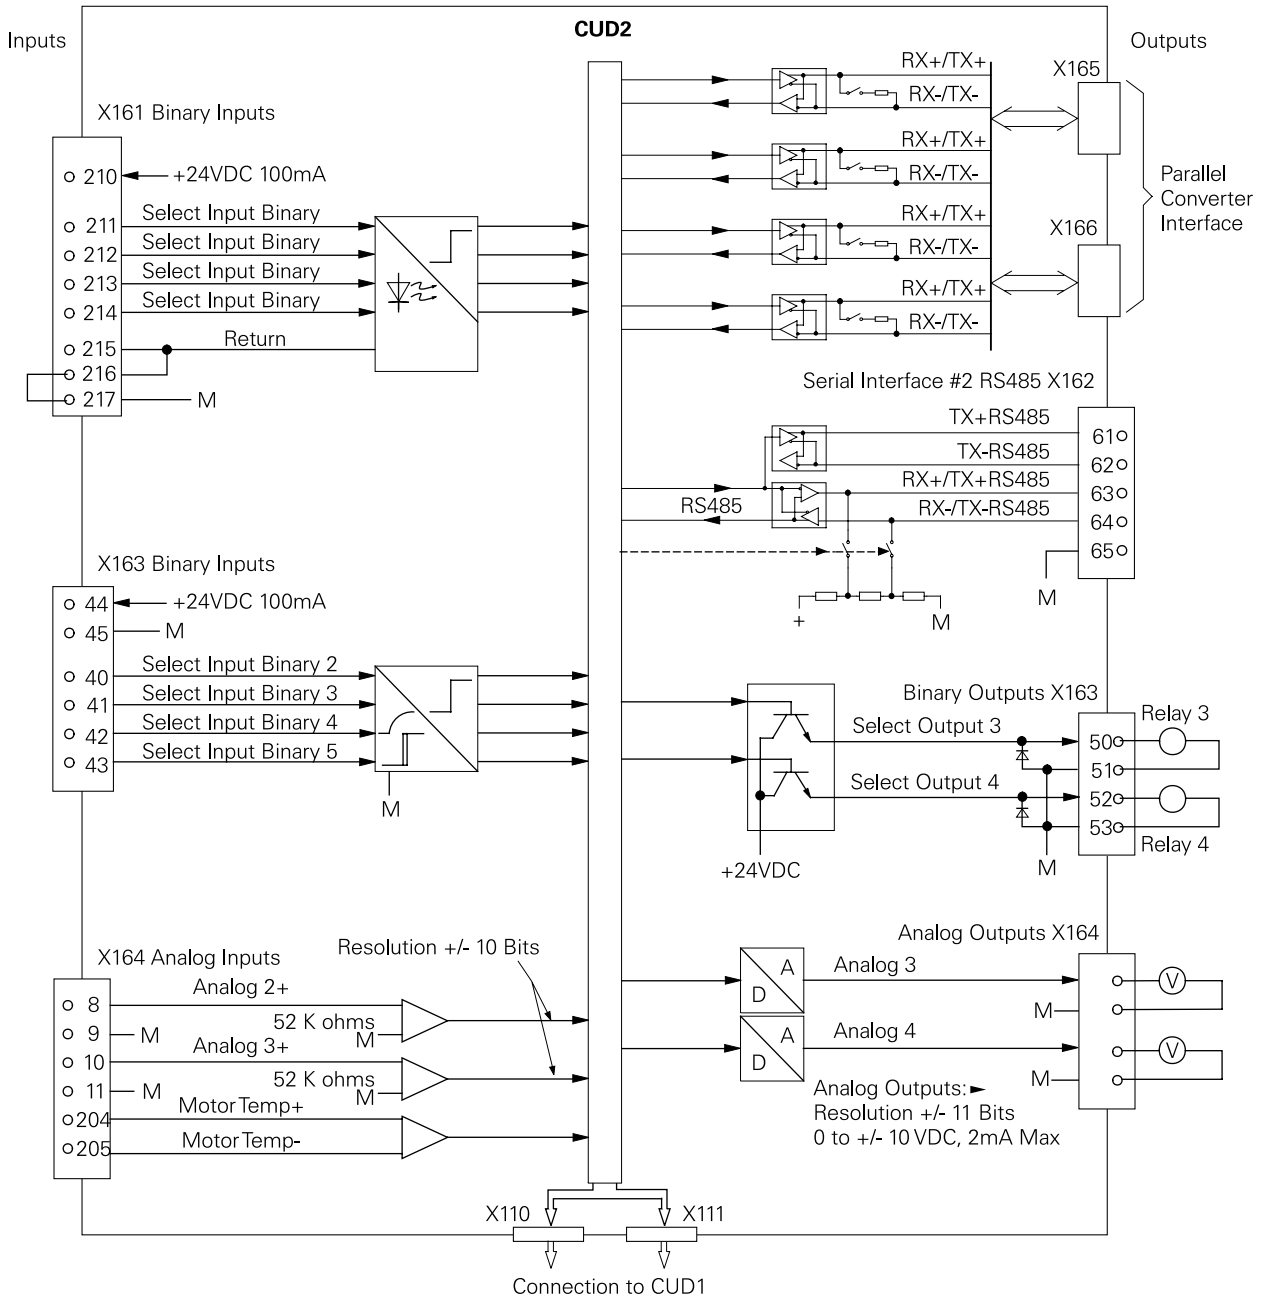 CUD2
Inputs
Outputs
X161 Binary Inputs
210
+24VDC 100mA
211
Select Input Binary
212
Select Input Binary
213
Select Input Binary
214
Select Input Binary
215
Return
216
217
M
X163 Binary Inputs
44
+24VDC 100mA
45
M
40
Select Input Binary 2
41
Select Input Binary 3
42
Select Input Binary 4
43
Select Input Binary 5
M
X164 Analog Inputs
Resolution +/- 10 Bits
8
Analog 2+
52 K ohms
9
M
M
10
Analog 3+
52 K ohms
11
M
M
204
Motor Temp+
205
Motor Temp-
RX+/TX+
RX-/TX-
RX+/TX+
RX-/TX-
RX+/TX+
RX-/TX-
RX+/TX+
RX-/TX-
X165
X166
Parallel
Converter
Interface
Serial Interface #2 RS485 X162
TX+RS485
61
TX-RS485
62
RX+/TX+RS485
63
RS485
RX-/TX-RS485
64
65
M
+
M
Binary Outputs X163
Relay 3
Select Output 3
50
51
Select Output 4
52
53
Relay 4
M
+24VDC
Analog Outputs X164
A
D
Analog 3
V
M
A
D
Analog 4
V
M
Analog Outputs:
Resolution +/- 11 Bits
0 to +/- 10 VDC, 2mA Max
X110
X111
Connection to CUD1